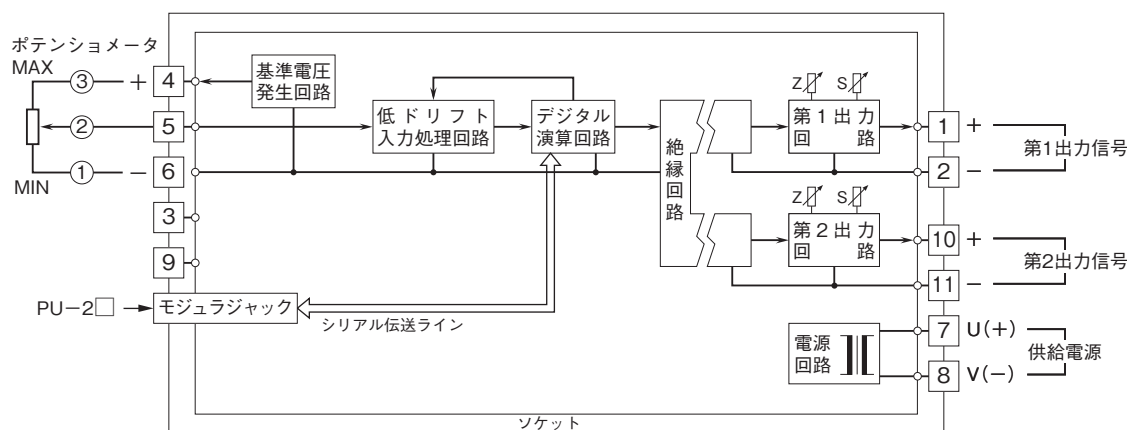 ポテンショメータ
MAX
③ + 4
基準電圧
発生回路
② 5
低ドリフト
入力処理回路
デジタル
演算回路
絶縁回路
Z S
第1出力
回路
1 +
第1出力信号
2 −
MIN
① − 6
3
9
Z S
第2出力
回路
10 +
第2出力信号
11 −
PU−2□
モジュラジャック
シリアル伝送ライン
電源
回路
7 U(+)
供給電源
8 V(−)
ソケット